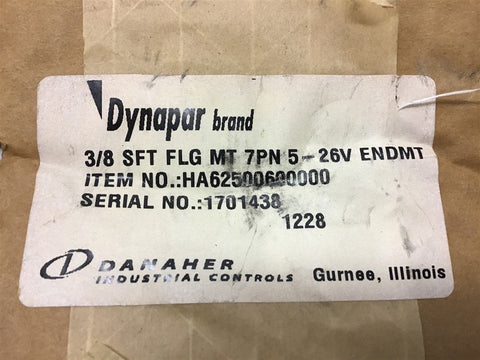 Dynapar brand
3/8 SFT FLG MT 7PN 5-26V ENDMT
ITEM NO.:HA62500600000
SERIAL NO.:1701438
1228
DANAHER
INDUSTRIAL CONTROLS Gurnee, Illinois